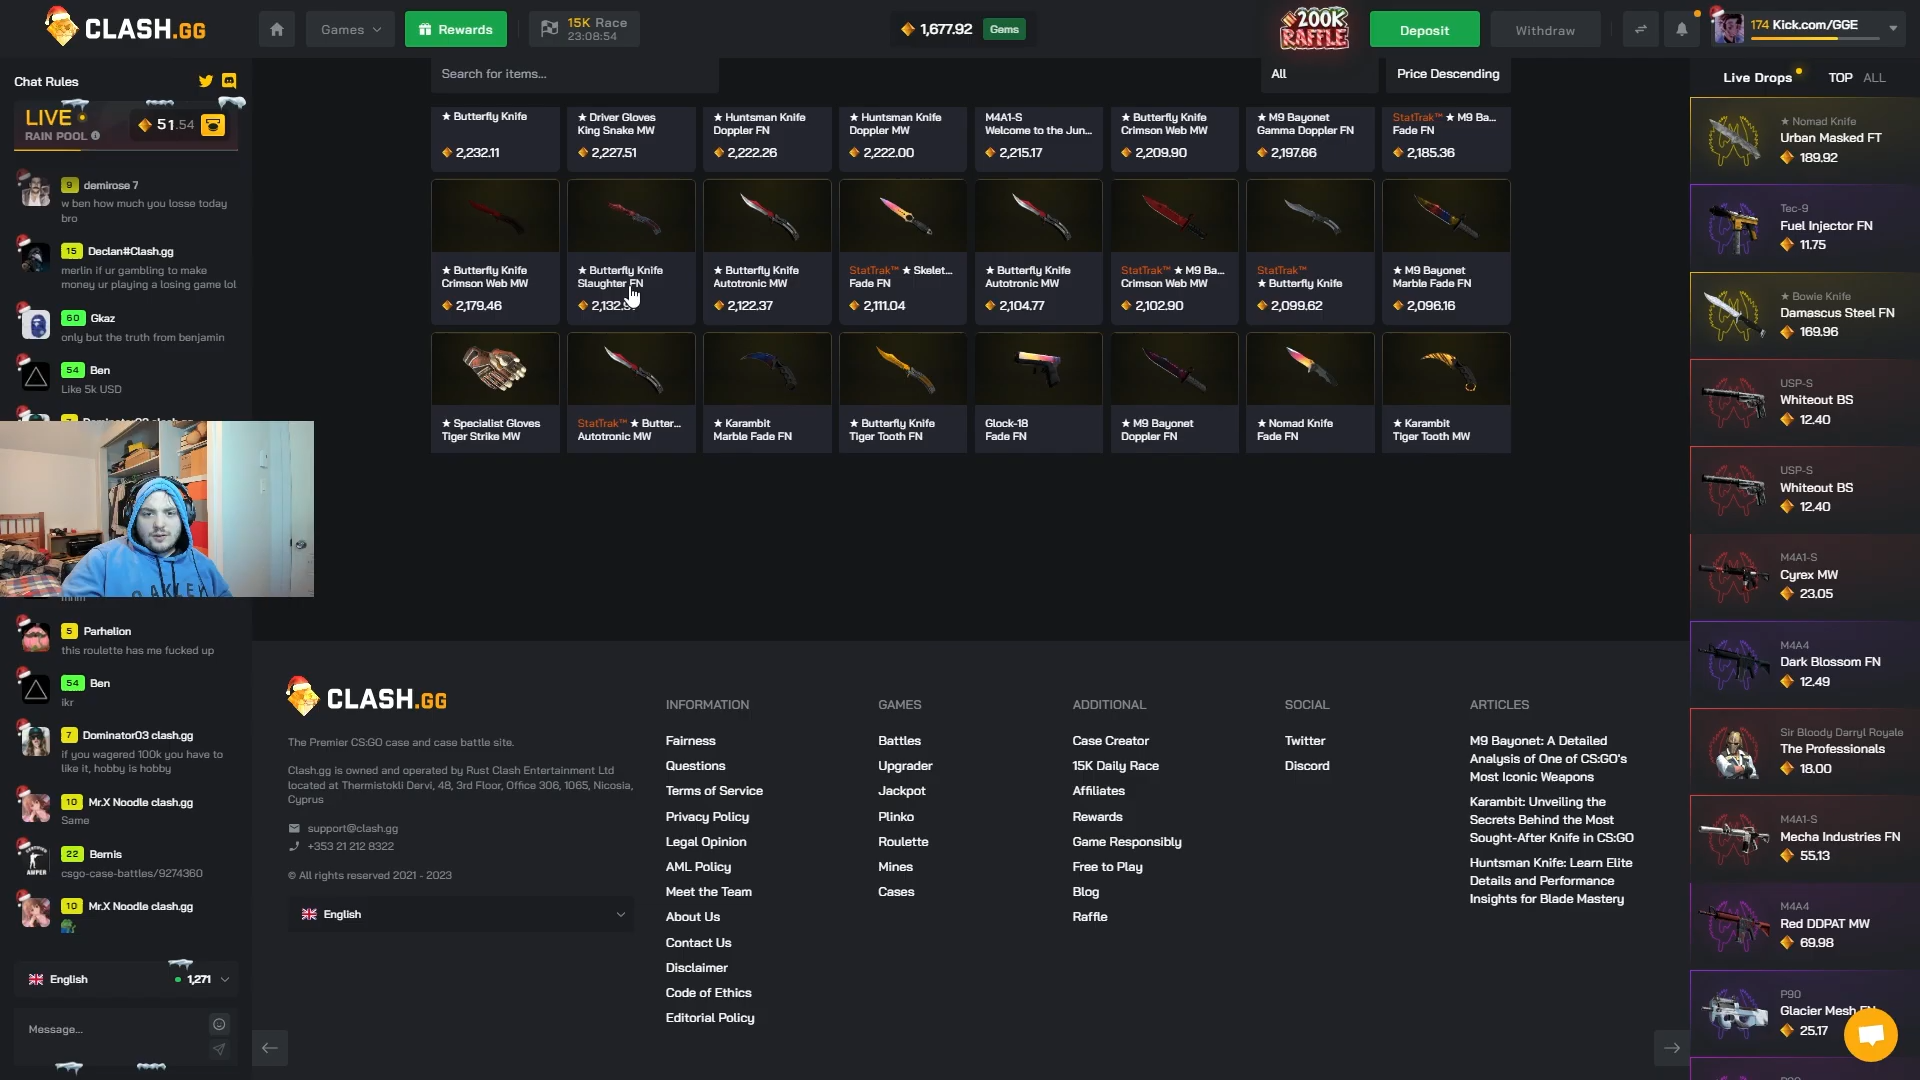 CLASH.GG
Games
Rewards
15K Race
23:08:54
1,677.92
Gems
200K
RAFFLE
Deposit
Withdraw
174 Kick.com/GGE
Chat Rules
LIVE
RAIN POOL
51.54
9 demirose 7
w ben how much you losse today
bro
15 Declan#Clash.gg
merlin if ur gambling to make
money ur playing a losing game lol
60 Gkaz
only but the truth from benjamin
54 Ben
Like 5k USD
5 Parhelion
this roulette has me fucked up
54 Ben
ikr
7 Dominator03 clash.gg
if you wagered 100k you have to
like it, hobby is hobby
10 Mr.X Noodle clash.gg
Same
22 Bernis
csgo-case-battles/9274360
10 Mr.X Noodle clash.gg
English
1,271
Message...
Search for items...
All
Price Descending
★ Butterfly Knife
2,232.11
★ Driver Gloves
King Snake MW
2,227.51
★ Huntsman Knife
Doppler FN
2,222.26
★ Huntsman Knife
Doppler MW
2,222.00
M4A1-S
Welcome to the Jun...
2,215.17
★ Butterfly Knife
Crimson Web MW
2,209.90
★ M9 Bayonet
Gamma Doppler FN
2,197.66
StatTrak™ ★ M9 Ba...
Fade FN
2,185.36
★ Butterfly Knife
Crimson Web MW
2,179.46
★ Butterfly Knife
Slaughter FN
★ Butterfly Knife
Autotronic MW
2,122.37
StatTrak™ ★ Skelet...
Fade FN
2,111.04
★ Butterfly Knife
Autotronic MW
2,104.77
StatTrak™ ★ M9 Ba...
Crimson Web MW
2,102.90
StatTrak™
★ Butterfly Knife
2,099.62
★ M9 Bayonet
Marble Fade FN
2,096.16
★ Specialist Gloves
Tiger Strike MW
StatTrak™ ★ Butter...
Autotronic MW
★ Karambit
Marble Fade FN
★ Butterfly Knife
Tiger Tooth FN
Glock-18
Fade FN
★ M9 Bayonet
Doppler FN
★ Nomad Knife
Fade FN
★ Karambit
Tiger Tooth MW
CLASH.GG
The Premier CS:GO case and case battle site.
Clash.gg is owned and operated by Rust Clash Entertainment Ltd
located at Thermistokli Dervi, 48, 3rd Floor, Office 306, 1065, Nicosia,
Cyprus
support@clash.gg
+353 21 212 8322
© All rights reserved 2021 - 2023
English
INFORMATION
Fairness
Questions
Terms of Service
Privacy Policy
Legal Opinion
AML Policy
Meet the Team
About Us
Contact Us
Disclaimer
Code of Ethics
Editorial Policy
GAMES
Battles
Upgrader
Jackpot
Plinko
Roulette
Mines
Cases
ADDITIONAL
Case Creator
15K Daily Race
Affiliates
Rewards
Game Responsibly
Free to Play
Blog
Raffle
SOCIAL
Twitter
Discord
ARTICLES
M9 Bayonet: A Detailed
Analysis of One of CS:GO's
Most Iconic Weapons
Karambit: Unveiling the
Secrets Behind the Most
Sought-After Knife in CS:GO
Huntsman Knife: Learn Elite
Details and Performance
Insights for Blade Mastery
Live Drops
TOP
ALL
★ Nomad Knife
Urban Masked FT
189.92
Tec-9
Fuel Injector FN
11.75
★ Bowie Knife
Damascus Steel FN
169.96
USP-S
Whiteout BS
12.40
USP-S
Whiteout BS
12.40
M4A1-S
Cyrex MW
23.05
M4A4
Dark Blossom FN
12.49
Sir Bloody Darryl Royale
The Professionals
18.00
M4A1-S
Mecha Industries FN
55.13
M4A4
Red DDPAT MW
69.98
P90
Glacier Mesh
25.17